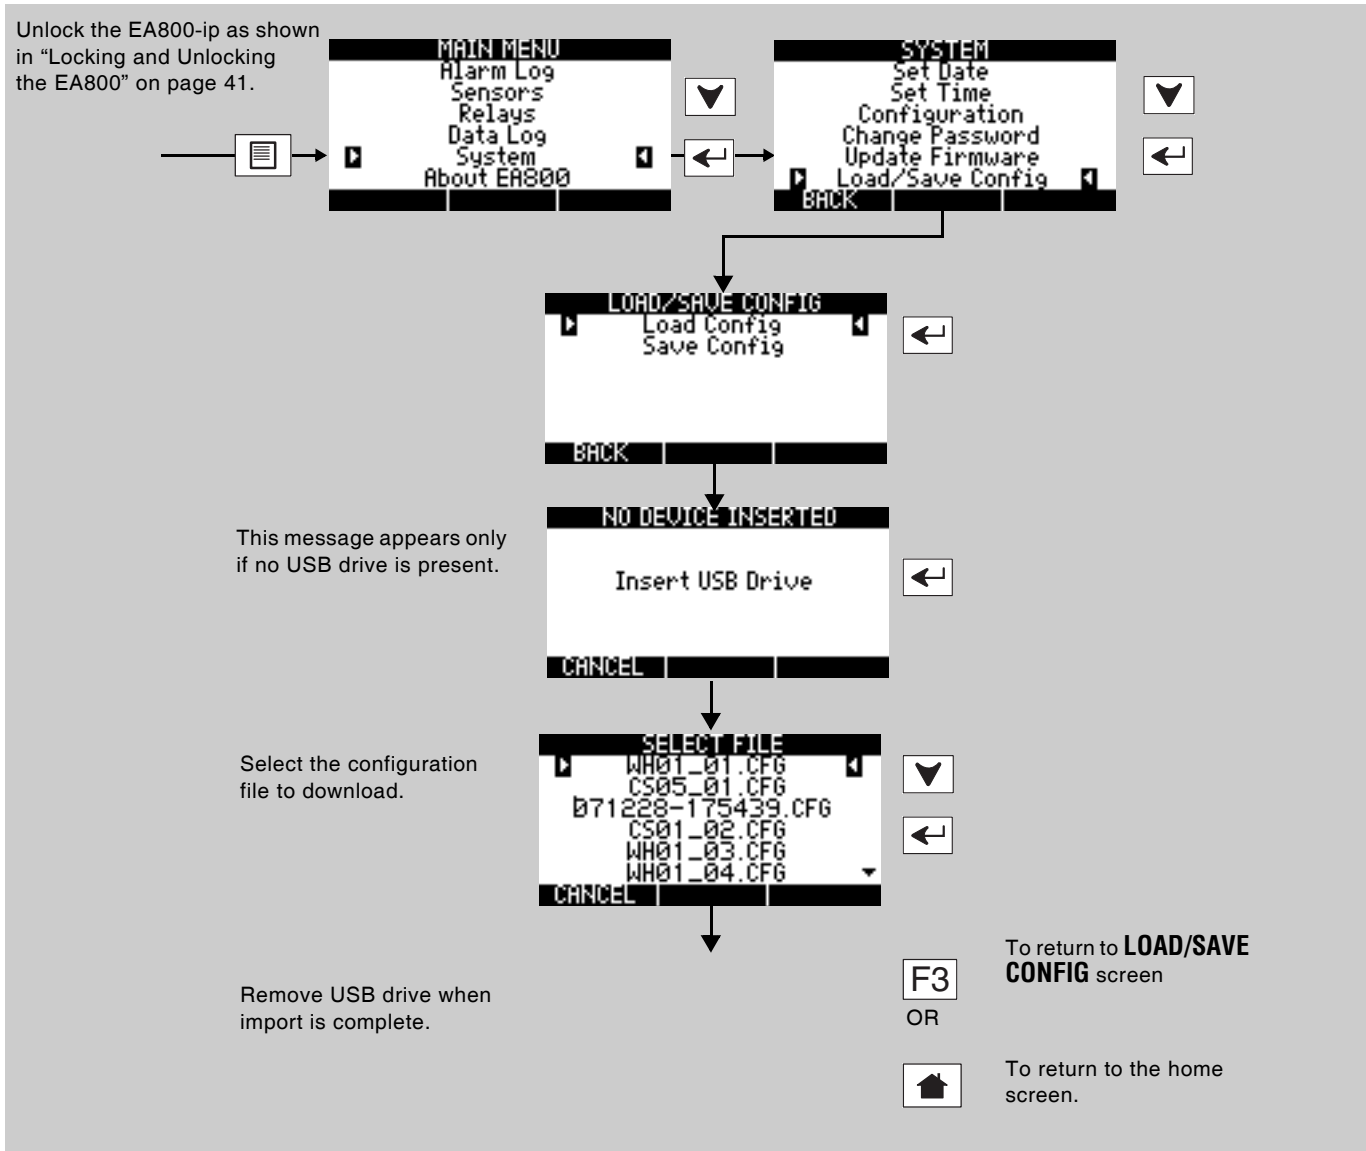 Unlock the EA800-ip as shown
in “Locking and Unlocking
the EA800” on page 41.
MAIN MENU
Alarm Log
Sensors
Relays
Data Log
System
About EA800
SYSTEM
Set Date
Set Time
Configuration
Change Password
Update Firmware
Load/Save Config
BACK
LOAD/SAVE CONFIG
Load Config
Save Config
BACK
This message appears only
if no USB drive is present.
NO DEVICE INSERTED
Insert USB Drive
CANCEL
Select the configuration
file to download.
SELECT FILE
WH01_01.CFG
CS05_01.CFG
071228-175439.CFG
CS01_02.CFG
WH01_03.CFG
WH01_04.CFG
CANCEL
Remove USB drive when
import is complete.
F3
OR
To return to LOAD/SAVE
CONFIG screen
To return to the home
screen.